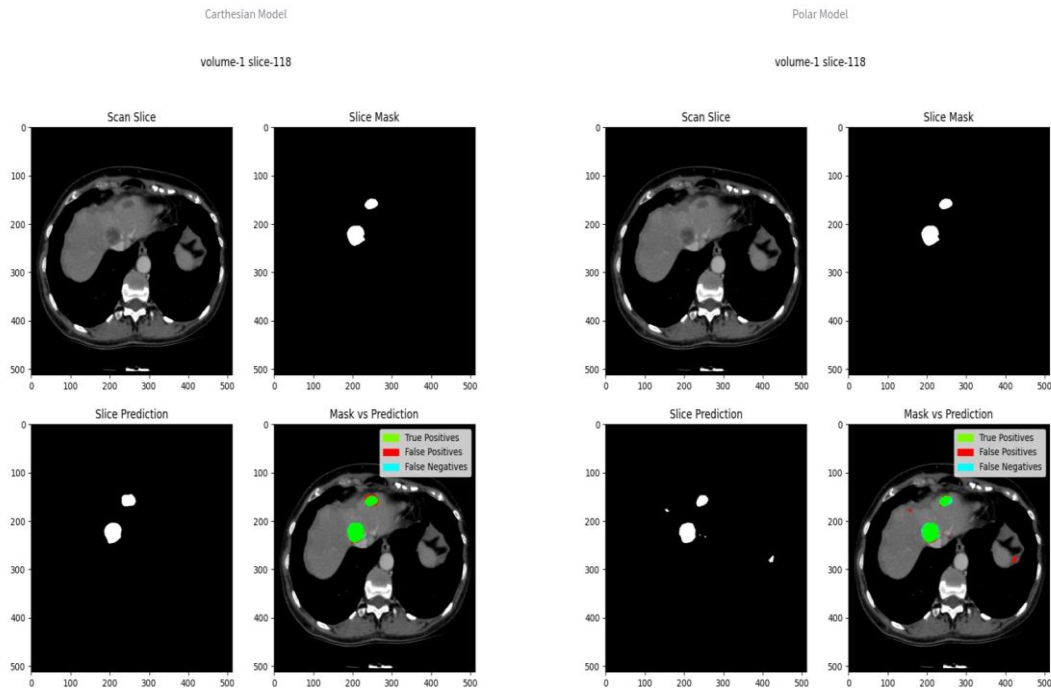 Carthesian Model
Polar Model
volume-1 slice-118
volume-1 slice-118
Scan Slice
Slice Mask
Scan Slice
Slice Mask
0
100
200
300
400
500
0 100 200 300 400 500
0
100
200
300
400
500
0 100 200 300 400 500
0
100
200
300
400
500
0 100 200 300 400 500
0
100
200
300
400
500
0 100 200 300 400 500
Slice Prediction
Mask vs Prediction
Slice Prediction
Mask vs Prediction
0
100
200
300
400
500
0 100 200 300 400 500
0
100
200
300
400
500
0 100 200 300 400 500
True Positives
False Positives
False Negatives
0
100
200
300
400
500
0 100 200 300 400 500
0
100
200
300
400
500
0 100 200 300 400 500
True Positives
False Positives
False Negatives